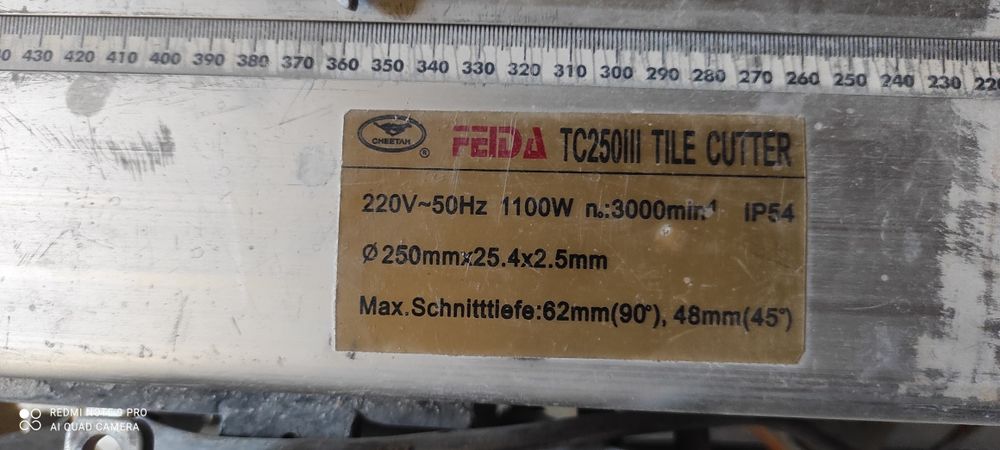 430 420 410 400 390 380 370 360 350 340 330 320 310 300 290 280 270 260 250 240 230 220
CHEETAH ® FEIDA TC250III TILE CUTTER
220V~50Hz 1100W n₀:3000min⁻¹ IP54
Ø250mmx25.4x2.5mm
Max.Schnitttiefe:62mm(90°), 48mm(45°)
REDMI NOTE 9 PRO
AI QUAD CAMERA